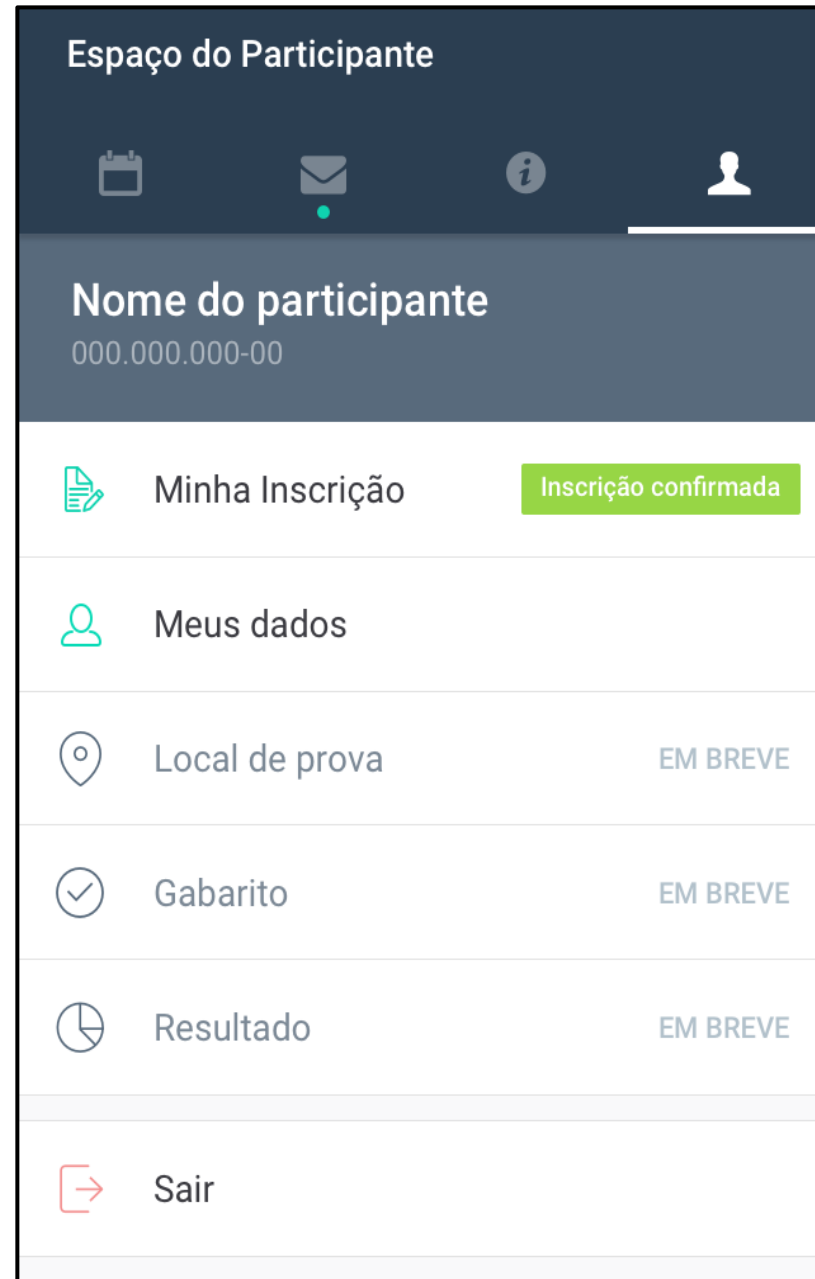 Espaço do Participante
Nome do participante
000.000.000-00
Minha Inscrição Inscrição confirmada
Meus dados
Local de prova EM BREVE
Gabarito EM BREVE
Resultado EM BREVE
Sair